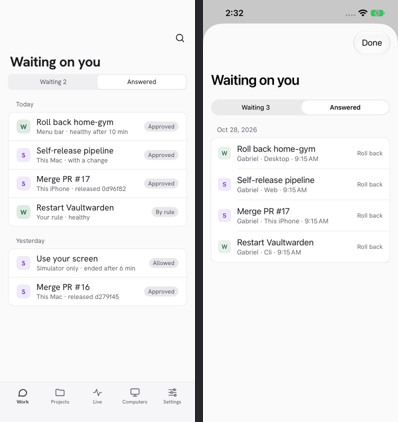 Waiting on you
Waiting 2
Answered
Today
W
Roll back home-gym
Menu bar · healthy after 10 min
Approved
S
Self-release pipeline
This Mac · with a change
Approved
S
Merge PR #17
This iPhone · released 0d96f82
Approved
W
Restart Vaultwarden
Your rule · healthy
By rule
Yesterday
S
Use your screen
Simulator only · ended after 6 min
Allowed
S
Merge PR #16
This Mac · released d279f45
Approved
Work
Projects
Live
Computers
Settings
2:32
Done
Waiting on you
Waiting 3
Answered
Oct 28, 2026
W
Roll back home-gym
Gabriel · Desktop · 9:15 AM
Roll back
S
Self-release pipeline
Gabriel · Web · 9:15 AM
Roll back
S
Merge PR #17
Gabriel · This iPhone · 9:15 AM
Roll back
W
Restart Vaultwarden
Gabriel · Cli · 9:15 AM
Roll back